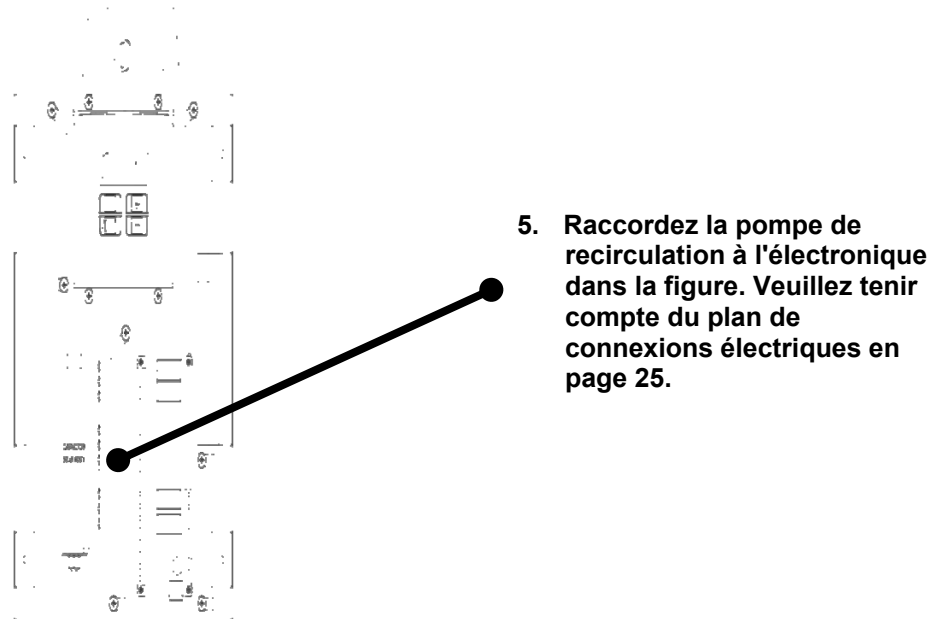 5. Raccordez la pompe de
recirculation à l'électronique
dans la figure. Veuillez tenir
compte du plan de
connexions électriques en
page 25.